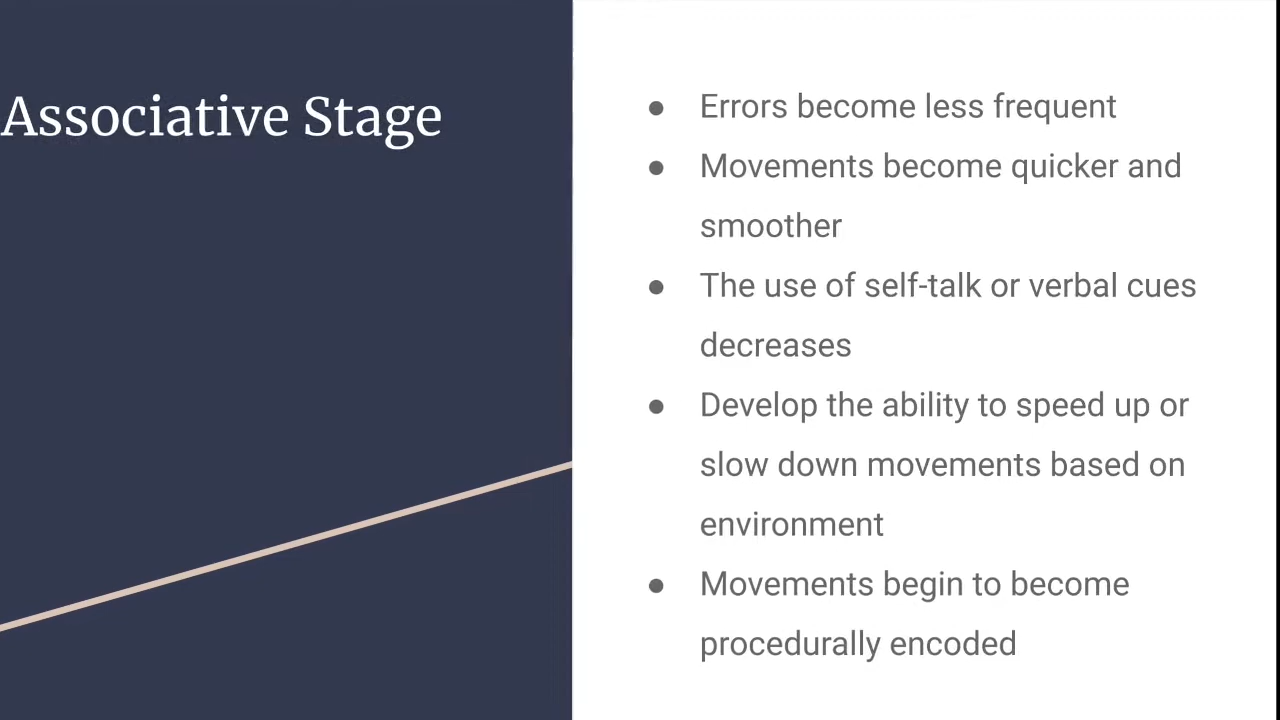 Associative Stage
● Errors become less frequent
● Movements become quicker and
smoother
● The use of self-talk or verbal cues
decreases
● Develop the ability to speed up or
slow down movements based on
environment
● Movements begin to become
procedurally encoded